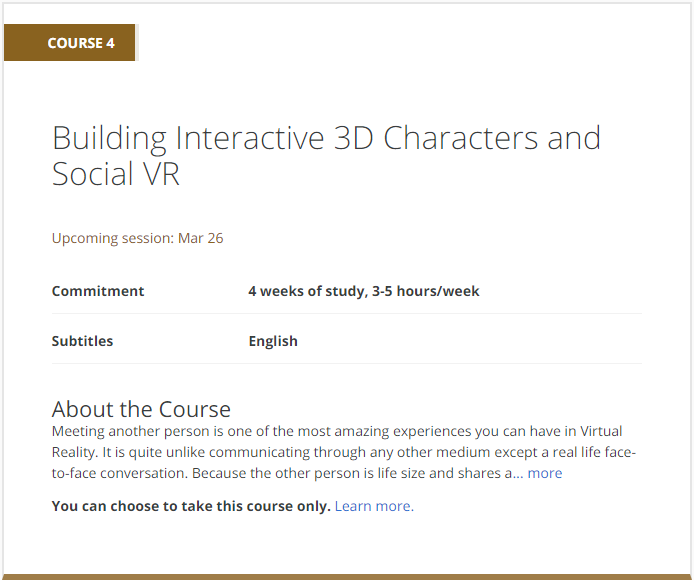 COURSE 4
Building Interactive 3D Characters and
Social VR
Upcoming session: Mar 26
Commitment 4 weeks of study, 3-5 hours/week
Subtitles English
About the Course
Meeting another person is one of the most amazing experiences you can have in Virtual
Reality. It is quite unlike communicating through any other medium except a real life face-
to-face conversation. Because the other person is life size and shares a... more
You can choose to take this course only. Learn more.